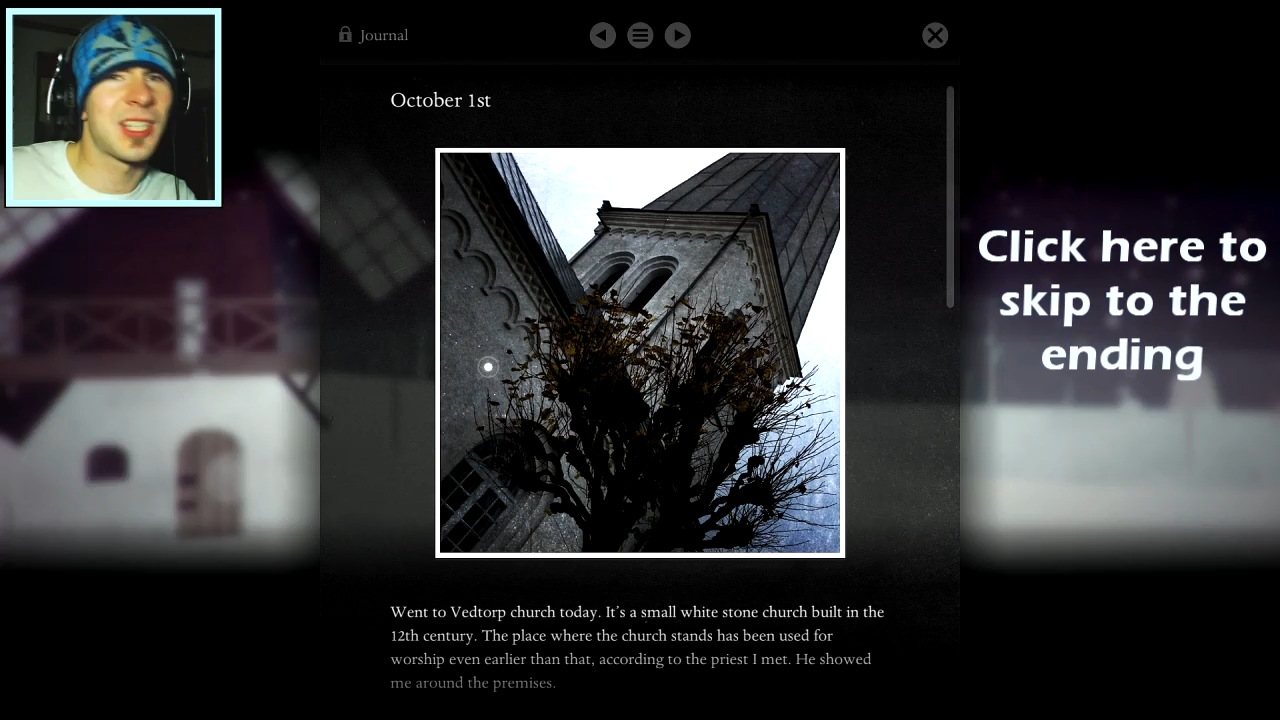 Journal
October 1st
Click here to
skip to the
ending
Went to Vedtorp church today. It's a small white stone church built in the
12th century. The place where the church stands has been used for
worship even earlier than that, according to the priest I met. He showed
me around the premises.